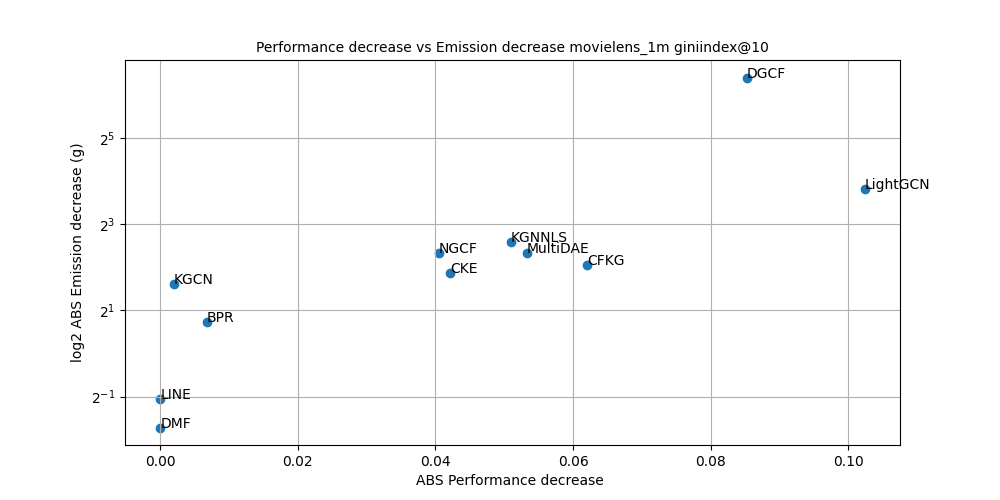 Performance decrease vs Emission decrease movielens_1m giniindex@10
log2 ABS Emission decrease (g)
2^5
2^3
2^1
2^-1
DGCF
LightGCN
KGNNLS
NGCF
MultiDAE
CFKG
CKE
KGCN
BPR
LINE
DMF
0.00 0.02 0.04 0.06 0.08 0.10
ABS Performance decrease